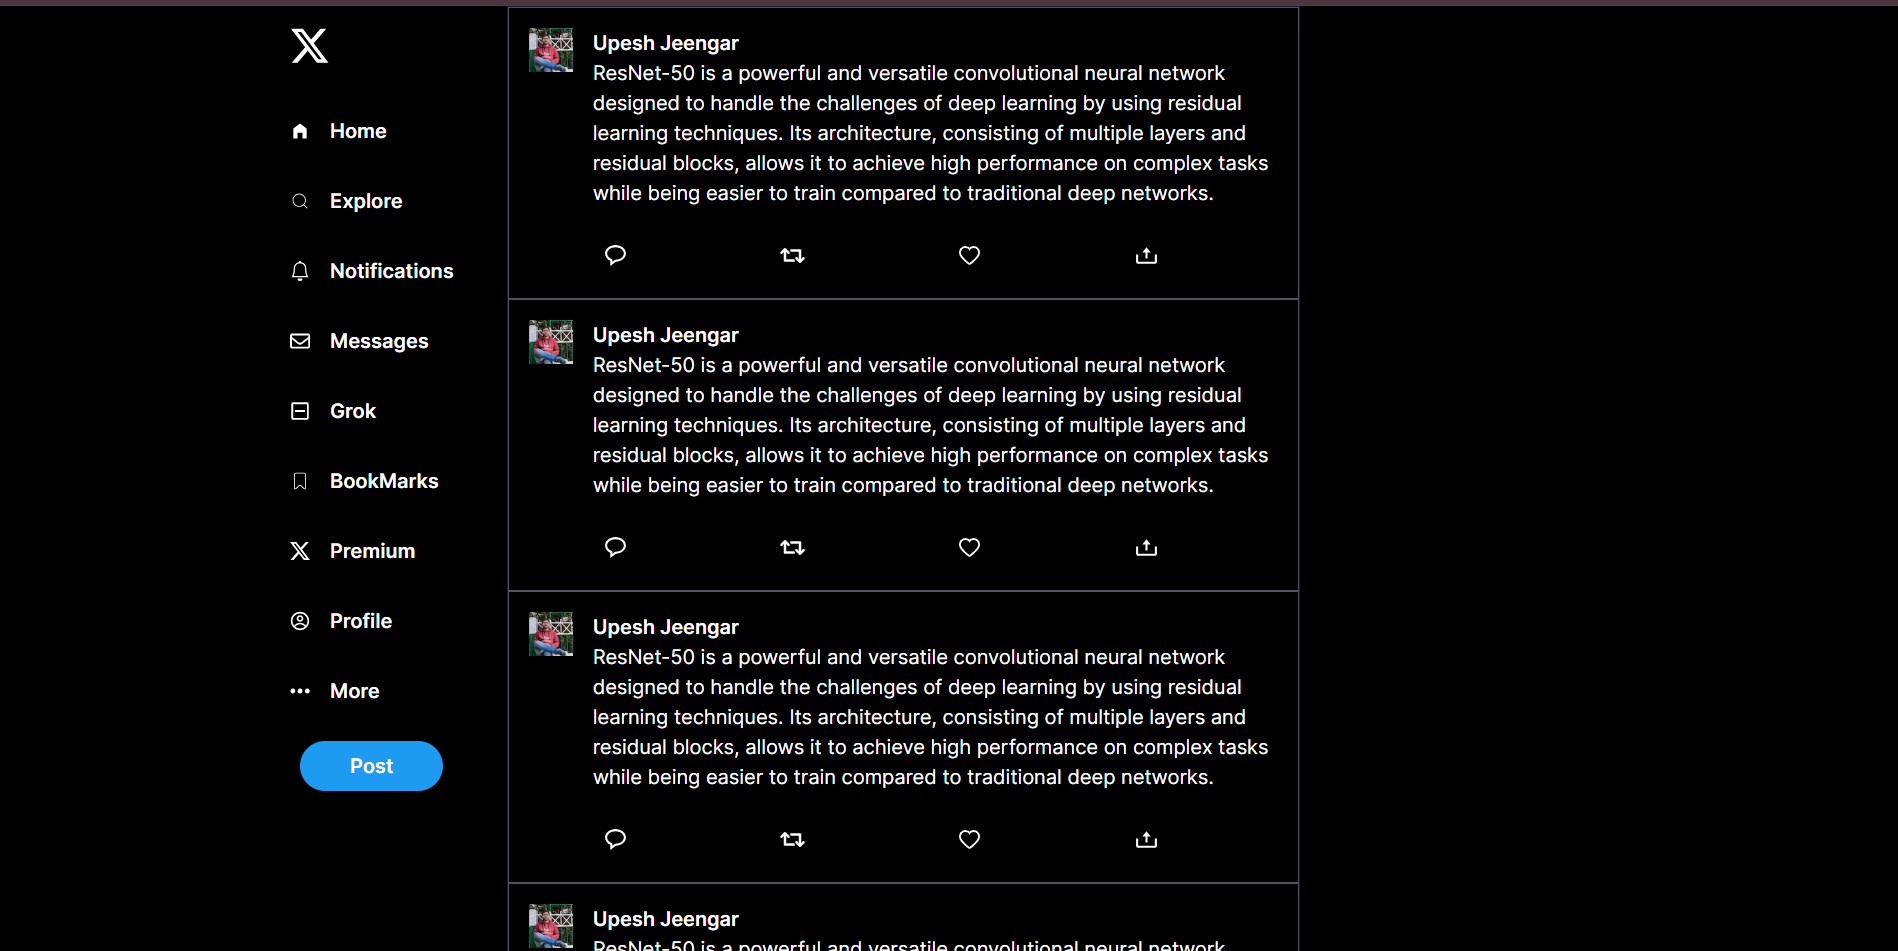 Home
Explore
Notifications
Messages
Grok
BookMarks
Premium
Profile
More
Post
Upesh Jeengar
ResNet-50 is a powerful and versatile convolutional neural network
designed to handle the challenges of deep learning by using residual
learning techniques. Its architecture, consisting of multiple layers and
residual blocks, allows it to achieve high performance on complex tasks
while being easier to train compared to traditional deep networks.
Upesh Jeengar
ResNet-50 is a powerful and versatile convolutional neural network
designed to handle the challenges of deep learning by using residual
learning techniques. Its architecture, consisting of multiple layers and
residual blocks, allows it to achieve high performance on complex tasks
while being easier to train compared to traditional deep networks.
Upesh Jeengar
ResNet-50 is a powerful and versatile convolutional neural network
designed to handle the challenges of deep learning by using residual
learning techniques. Its architecture, consisting of multiple layers and
residual blocks, allows it to achieve high performance on complex tasks
while being easier to train compared to traditional deep networks.
Upesh Jeengar
ResNet-50 is a powerful and versatile convolutional neural network